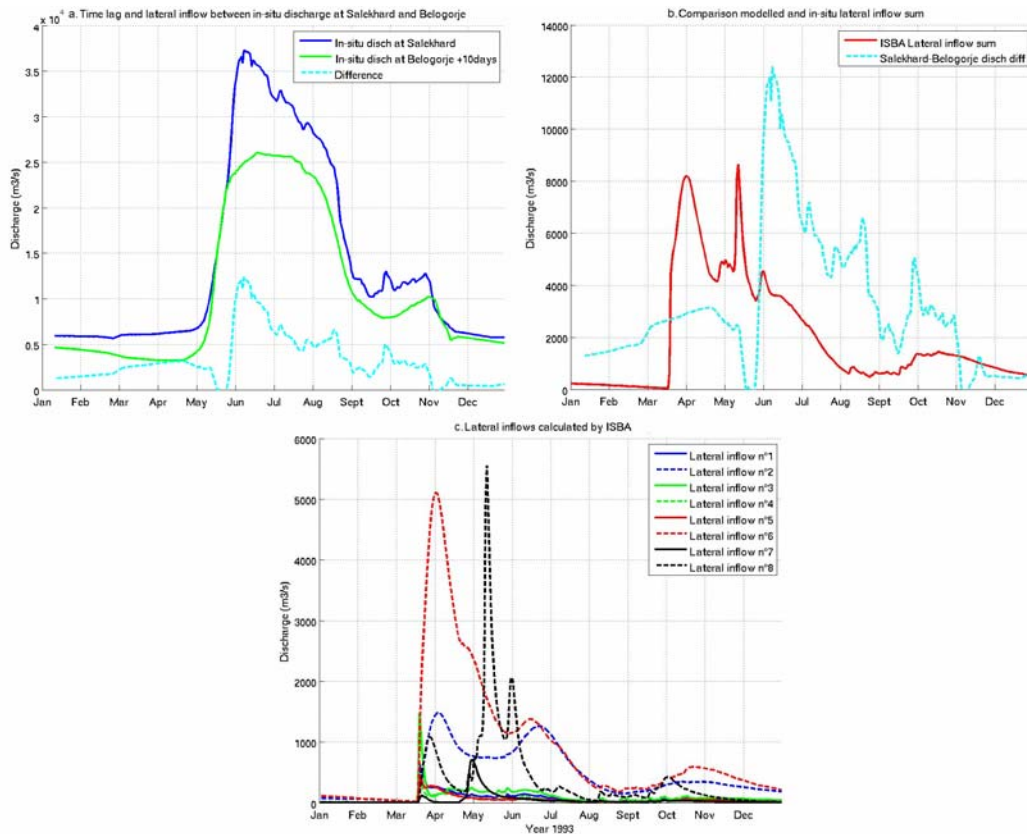 a. Time lag and lateral inflow between in-situ discharge at Salekhard and Belogorje
x 10⁴
4
3.5
3
2.5
2
1.5
1
0.5
0
Discharge (m3/s)
In-situ disch at Salekhard
In-situ disch at Belogorje +10days
Difference
Jan Feb Mar Apr May Jun Jul Aug Sept Oct Nov Dec
b. Comparison modelled and in-situ lateral inflow sum
14000
12000
10000
8000
6000
4000
2000
0
Discharge (m3/s)
ISBA Lateral inflow sum
Salekhard-Belogorje disch diff
Jan Feb Mar Apr May Jun Jul Aug Sept Oct Nov Dec
c. Lateral inflows calculated by ISBA
6000
5000
4000
3000
2000
1000
0
Discharge (m3/s)
Lateral inflow n°1
Lateral inflow n°2
Lateral inflow n°3
Lateral inflow n°4
Lateral inflow n°5
Lateral inflow n°6
Lateral inflow n°7
Lateral inflow n°8
Jan Feb Mar Apr May Jun Jul Aug Sept Oct Nov Dec
Year 1993